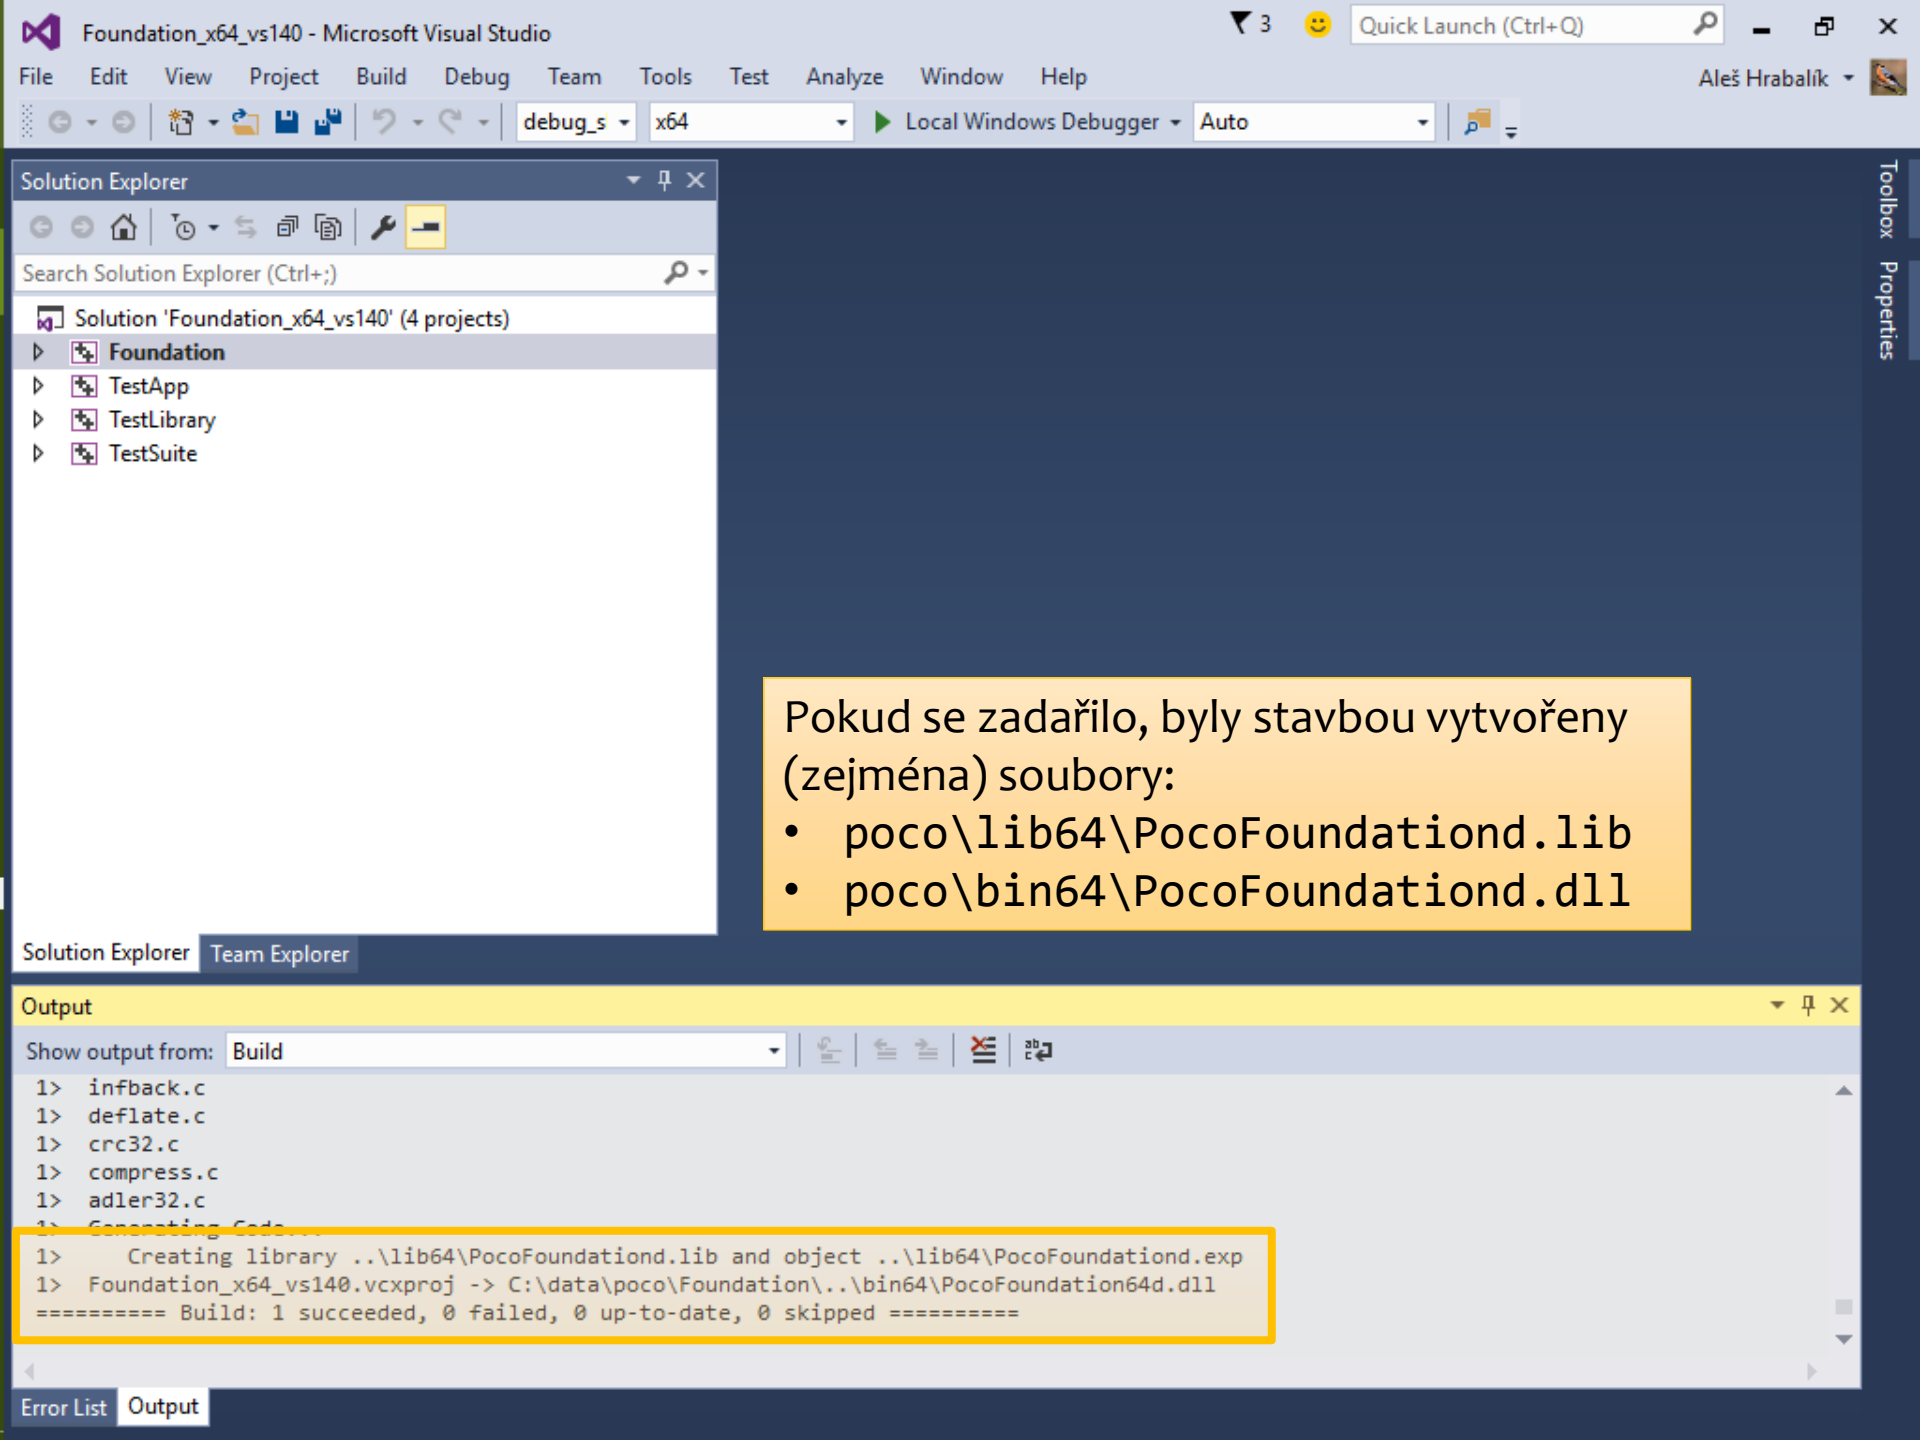 Foundation_x64_vs140 - Microsoft Visual Studio
3
Quick Launch (Ctrl+Q)
File Edit View Project Build Debug Team Tools Test Analyze Window Help
Aleš Hrabalík
debug_s x64 Local Windows Debugger Auto
Solution Explorer
Search Solution Explorer (Ctrl+;)
Solution 'Foundation_x64_vs140' (4 projects)
Foundation
TestApp
TestLibrary
TestSuite
Toolbox
Properties
Pokud se zadařilo, byly stavbou vytvořeny
(zejména) soubory:
• poco\lib64\PocoFoundationd.lib
• poco\bin64\PocoFoundationd.dll
Solution Explorer Team Explorer
Output
Show output from: Build
1> infback.c
1> deflate.c
1> crc32.c
1> compress.c
1> adler32.c
1> Generating Code...
1> Creating library ..\lib64\PocoFoundationd.lib and object ..\lib64\PocoFoundationd.exp
1> Foundation_x64_vs140.vcxproj -> C:\data\poco\Foundation\..\bin64\PocoFoundation64d.dll
========== Build: 1 succeeded, 0 failed, 0 up-to-date, 0 skipped ==========
Error List Output